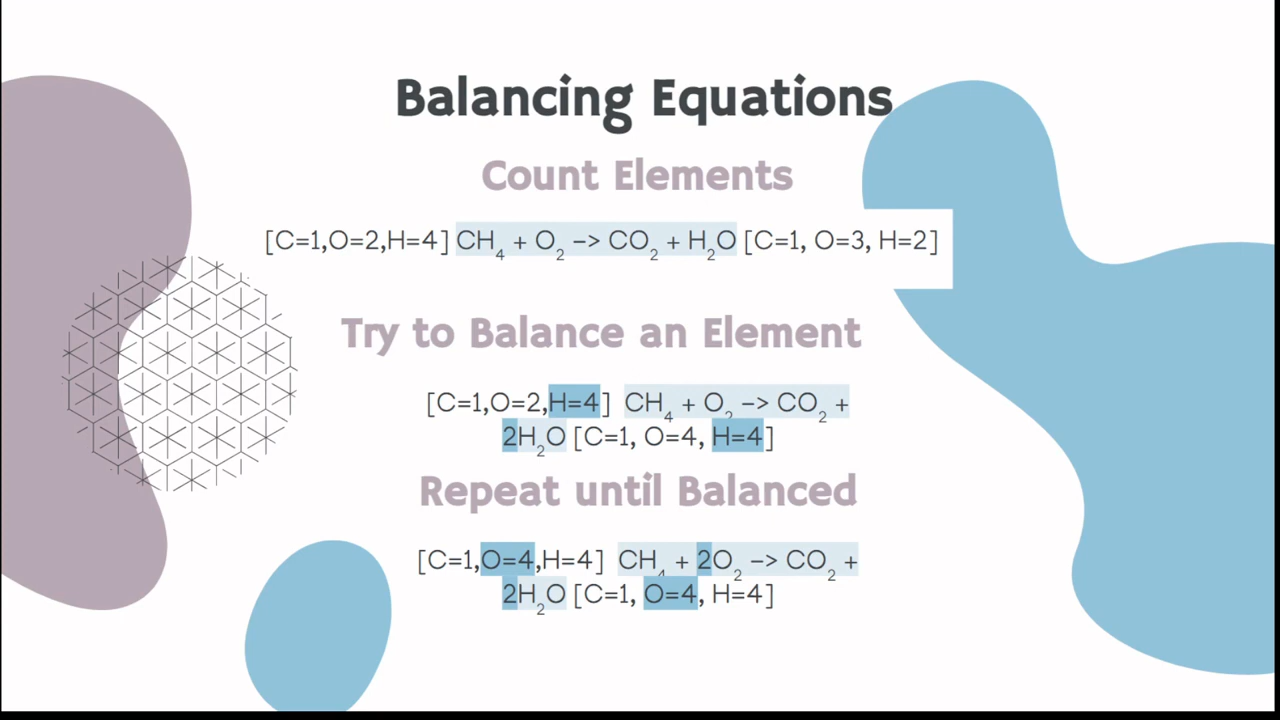 Balancing Equations
Count Elements
[C=1,O=2,H=4] CH₄ + O₂ –> CO₂ + H₂O [C=1, O=3, H=2]
Try to Balance an Element
[C=1,O=2,H=4] CH₄ + O₂ –> CO₂ +
2H₂O [C=1, O=4, H=4]
Repeat until Balanced
[C=1,O=4,H=4] CH₄ + 2O₂ –> CO₂ +
2H₂O [C=1, O=4, H=4]